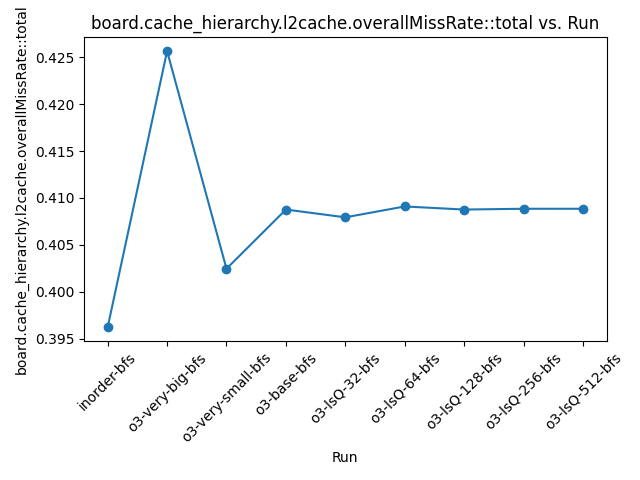 board.cache_hierarchy.l2cache.overallMissRate::total vs. Run
board.cache_hierarchy.l2cache.overallMissRate::total
0.425
0.420
0.415
0.410
0.405
0.400
0.395
inorder-bfs
o3-very-big-bfs
o3-very-small-bfs
o3-base-bfs
o3-lsQ-32-bfs
o3-lsQ-64-bfs
o3-lsQ-128-bfs
o3-lsQ-256-bfs
o3-lsQ-512-bfs
Run